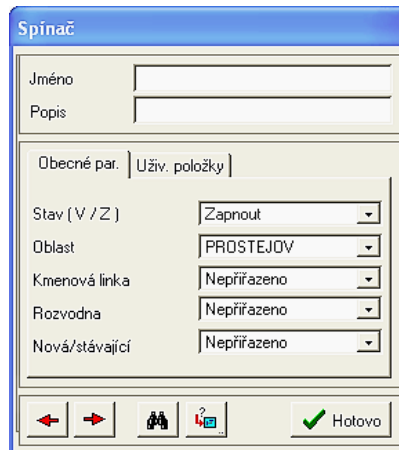 Spínač
Jméno
Popis
Obecné par. Uživ. položky
Stav ( V / Z ) Zapnout
Oblast PROSTEJOV
Kmenová linka Nepřiřazeno
Rozvodna Nepřiřazeno
Nová/stávající Nepřiřazeno
? Hotovo